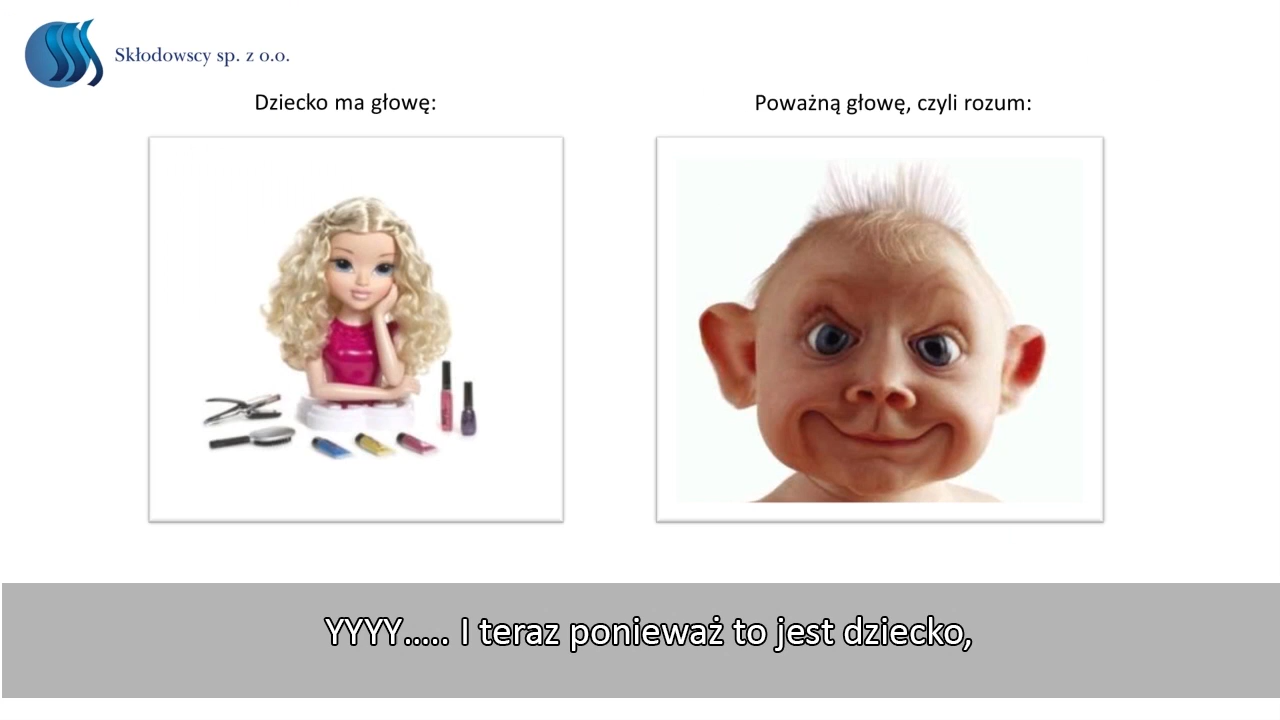 Skłodowscy sp. z o.o.
Dziecko ma głowę:
Poważną głowę, czyli rozum:
YYYY..... I teraz ponieważ to jest dziecko,